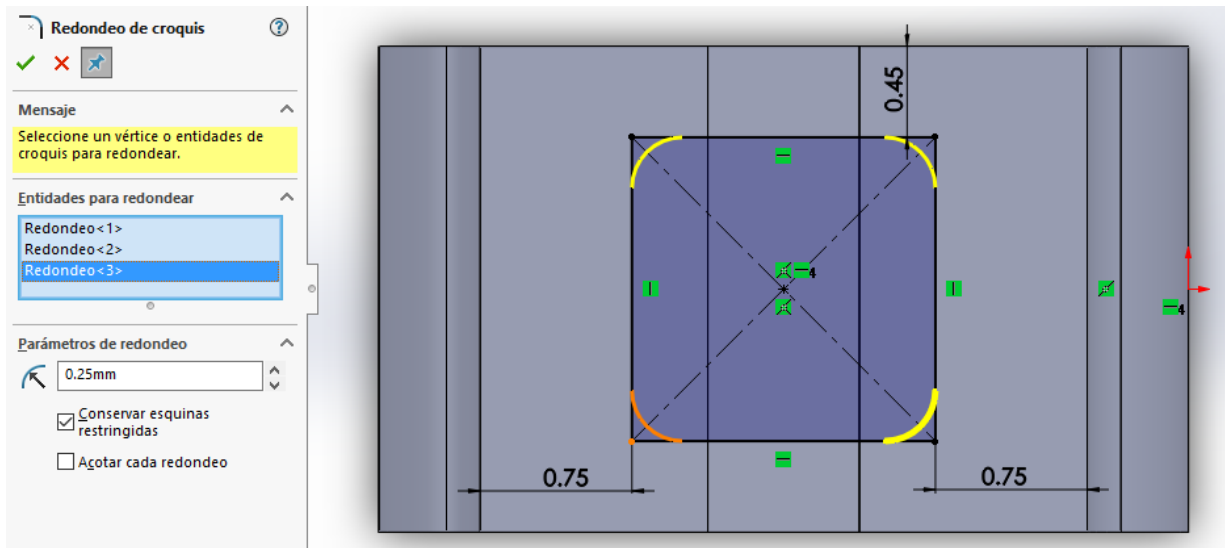 Redondeo de croquis
Mensaje
Seleccione un vértice o entidades de
croquis para redondear.
Entidades para redondear
Redondeo<1>
Redondeo<2>
Redondeo<3>
Parámetros de redondeo
0.25mm
Conservar esquinas
restringidas
Acotar cada redondeo
0.45
4
4
0.75
0.75